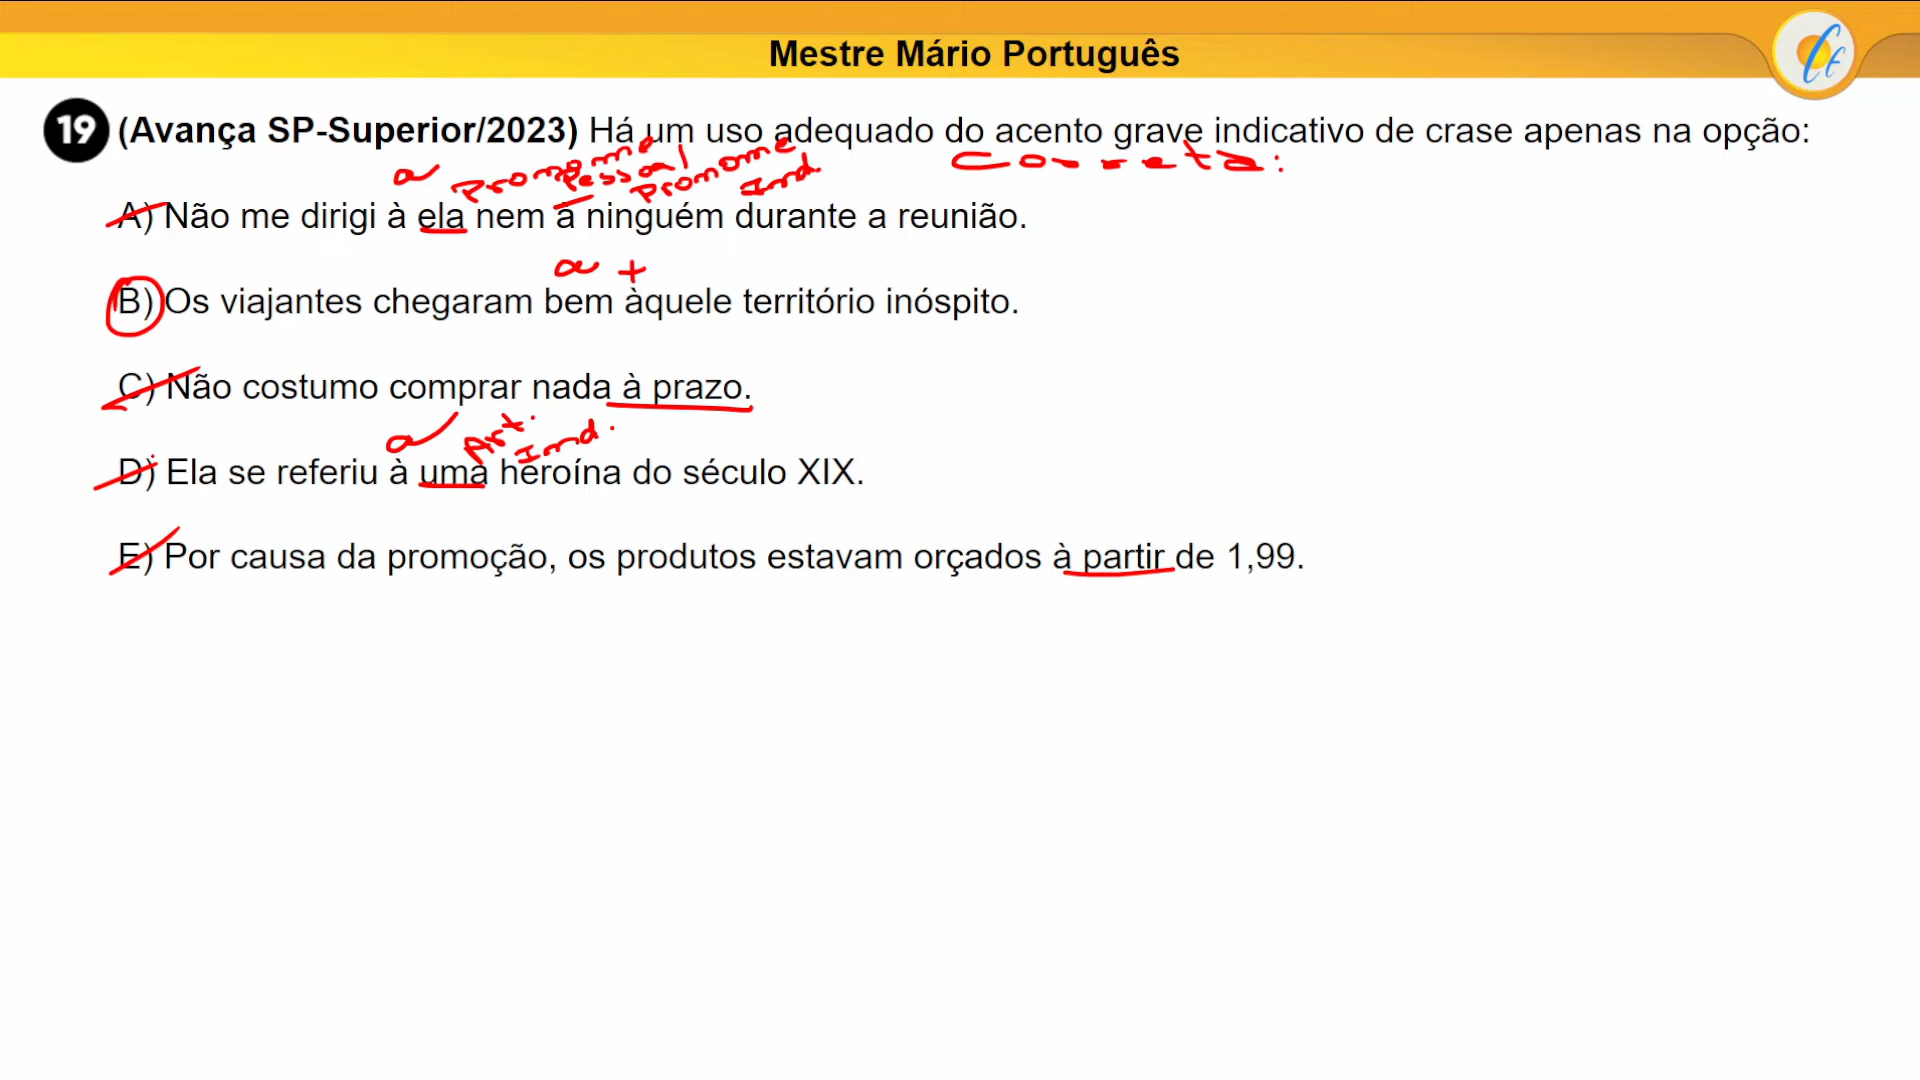 Mestre Mário Português
19 (Avança SP-Superior/2023) Há um uso adequado do acento grave indicativo de crase apenas na opção:
Correta:
a Pronome Pessoal Pronome Ind.
A) Não me dirigi à ela nem à ninguém durante a reunião.
a +
B) Os viajantes chegaram bem àquele território inóspito.
C) Não costumo comprar nada à prazo.
a Art. Ind.
D) Ela se referiu à uma heroína do século XIX.
E) Por causa da promoção, os produtos estavam orçados à partir de 1,99.